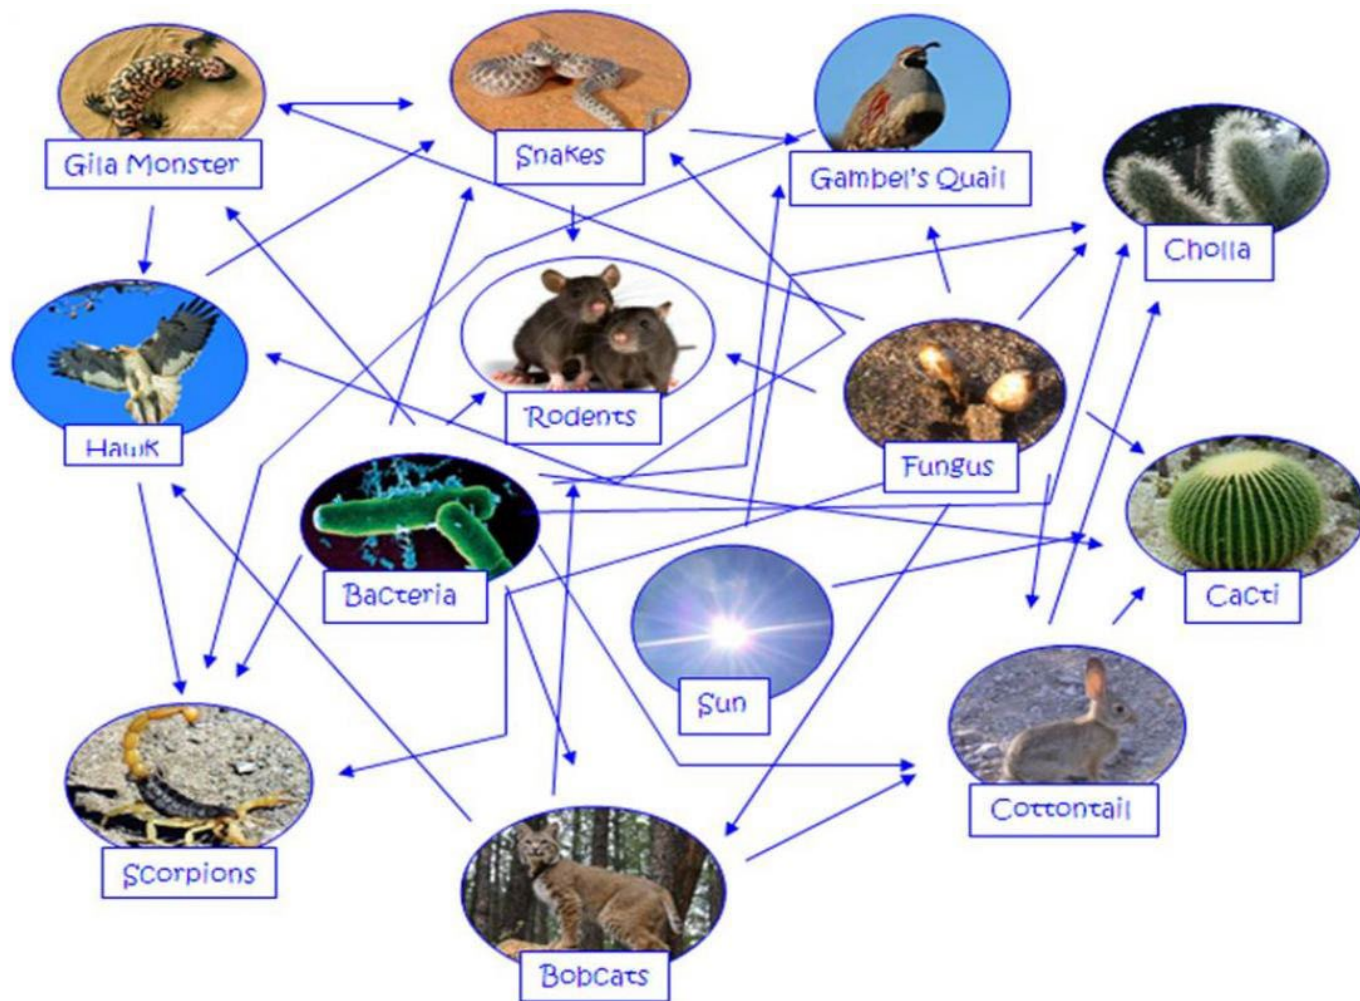 Gila Monster
Snakes
Gambel's Quail
Cholla
Hawk
Rodents
Fungus
Cacti
Bacteria
Sun
Cottontail
Scorpions
Bobcats